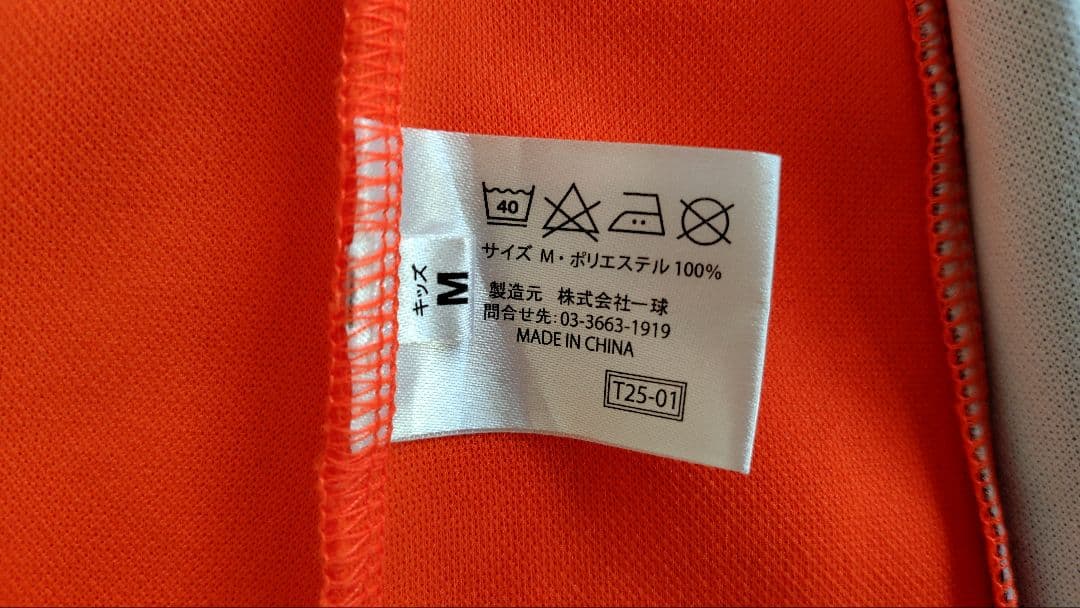 40
サイズ M・ポリエステル 100%
製造元 株式会社一球
問合せ先:03-3663-1919
MADE IN CHINA
T25-01
キッズ
M